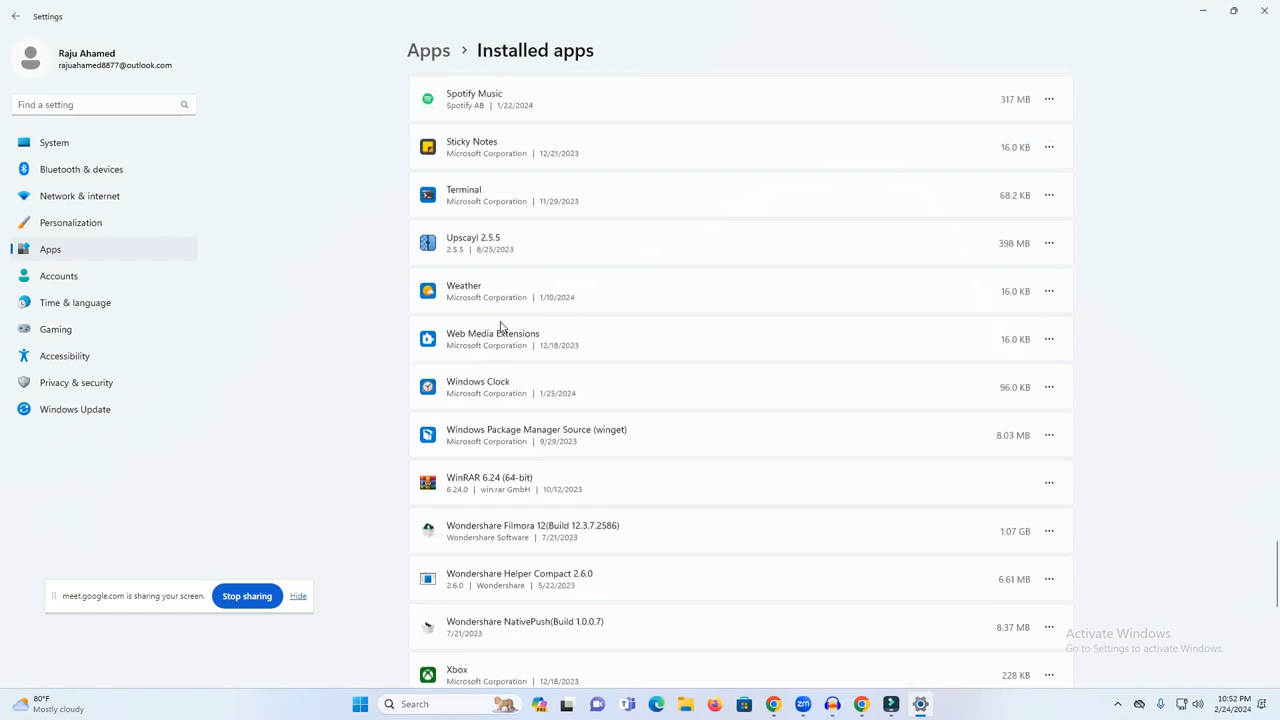 Settings
Raju Ahamed
rajuahamed8877@outlook.com
Find a setting
System
Bluetooth & devices
Network & internet
Personalization
Apps
Accounts
Time & language
Gaming
Accessibility
Privacy & security
Windows Update
Apps > Installed apps
Spotify Music
Spotify AB | 1/22/2024
317 MB
Sticky Notes
Microsoft Corporation | 12/21/2023
16.0 KB
Terminal
Microsoft Corporation | 11/29/2023
68.2 KB
Upscayl 2.5.5
2.5.5 | 8/25/2023
398 MB
Weather
Microsoft Corporation | 1/10/2024
16.0 KB
Web Media Extensions
Microsoft Corporation | 12/18/2023
16.0 KB
Windows Clock
Microsoft Corporation | 1/25/2024
96.0 KB
Windows Package Manager Source (winget)
Microsoft Corporation | 9/29/2023
8.03 MB
WinRAR 6.24 (64-bit)
6.24.0 | win.rar GmbH | 10/12/2023
Wondershare Filmora 12(Build 12.3.7.2586)
Wondershare Software | 7/21/2023
1.07 GB
Wondershare Helper Compact 2.6.0
2.6.0 | Wondershare | 5/22/2023
6.61 MB
Wondershare NativePush(Build 1.0.0.7)
7/21/2023
8.37 MB
Xbox
Microsoft Corporation | 12/18/2023
228 KB
meet.google.com is sharing your screen.
Stop sharing
Hide
Activate Windows
Go to Settings to activate Windows.
80°F
Mostly cloudy
Search
10:52 PM
2/24/2024